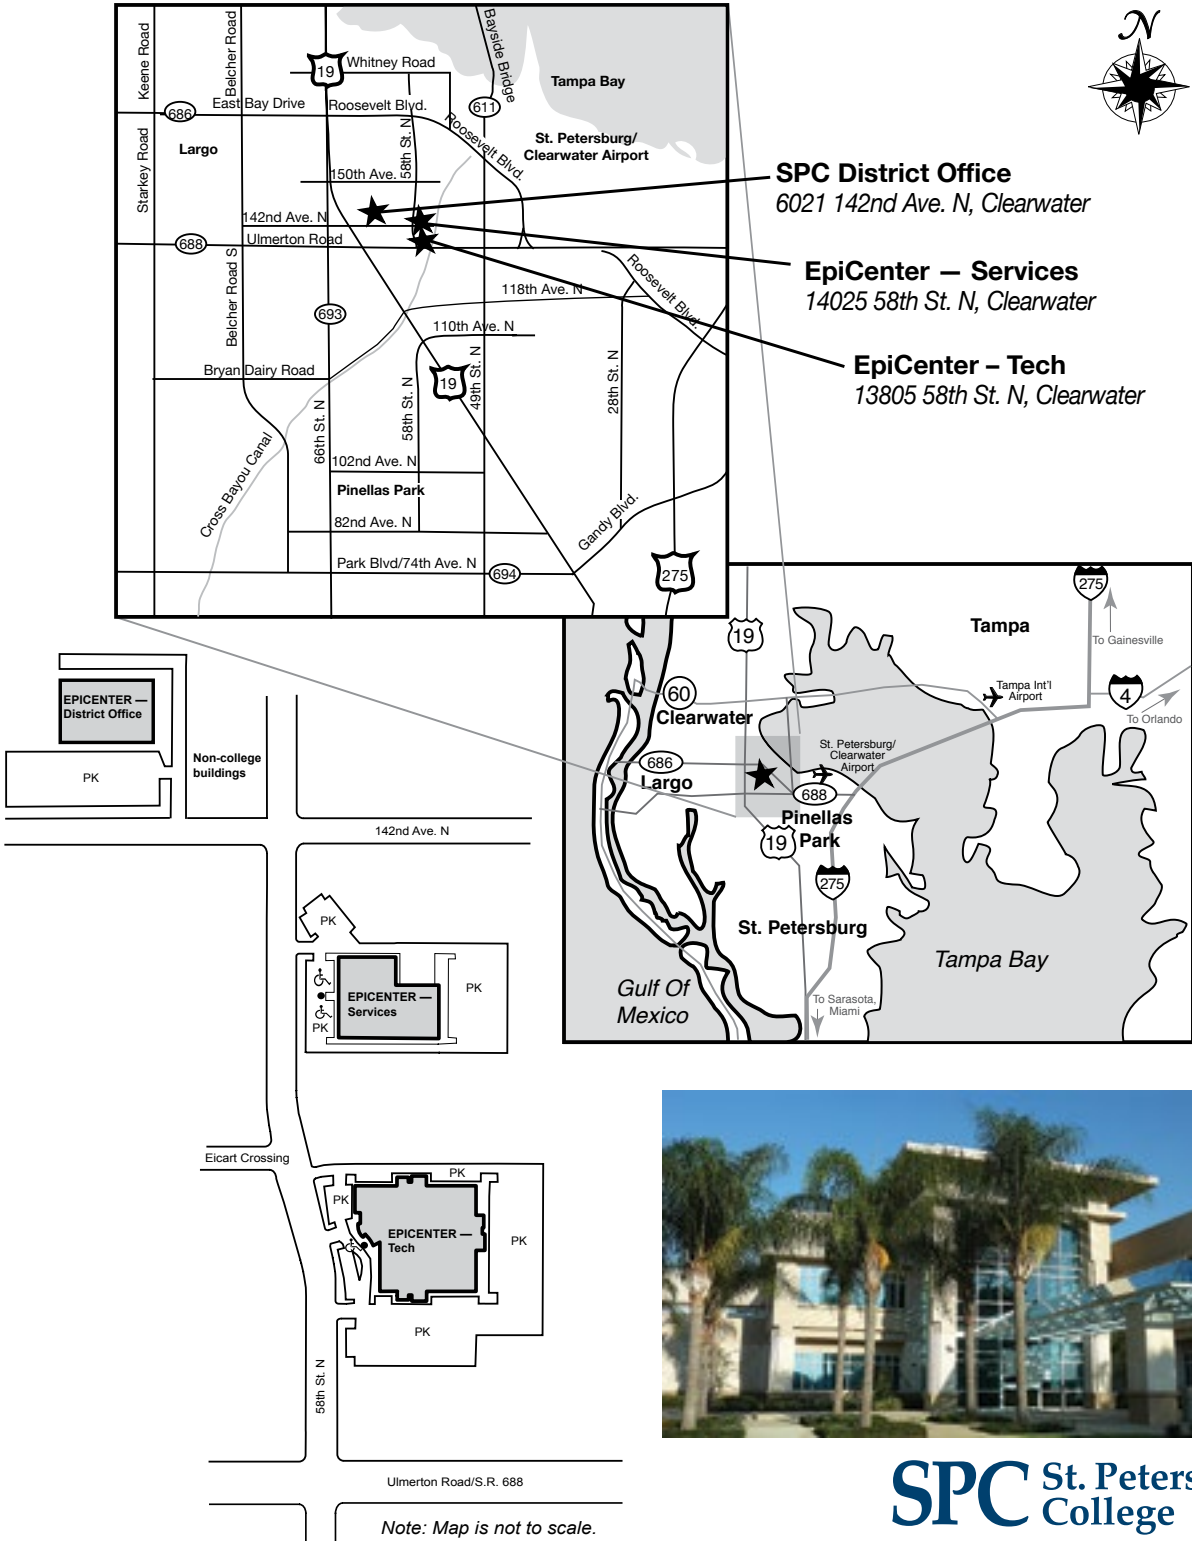 Keene Road
Belcher Road
19
Whitney Road
Bayside Bridge
Tampa Bay
N
686
East Bay Drive
Roosevelt Blvd.
611
Starkey Road
Largo
58th St. N
Roosevelt Blvd.
St. Petersburg/
Clearwater Airport
150th Ave.
SPC District Office
6021 142nd Ave. N, Clearwater
142nd Ave. N
688
Ulmerton Road
EpiCenter — Services
14025 58th St. N, Clearwater
Belcher Road S
118th Ave. N
Roosevelt Blvd.
693
110th Ave. N
EpiCenter – Tech
13805 58th St. N, Clearwater
Bryan Dairy Road
19
49th St. N
28th St. N
66th St. N
58th St. N
Cross Bayou Canal
102nd Ave. N
Pinellas Park
82nd Ave. N
Gandy Blvd.
Park Blvd/74th Ave. N
694
275
275
19
Tampa
To Gainesville
60
Clearwater
Tampa Int'l
Airport
4
To Orlando
St. Petersburg/
Clearwater
Airport
686
Largo
688
Pinellas
Park
19
275
St. Petersburg
Tampa Bay
Gulf Of
Mexico
To Sarasota,
Miami
EPICENTER —
District Office
Non-college
buildings
PK
142nd Ave. N
PK
EPICENTER —
Services
PK
PK
Eicart Crossing
PK
PK
EPICENTER —
Tech
PK
PK
58th St. N
Ulmerton Road/S.R. 688
Note: Map is not to scale.
SPC St. Peters
College